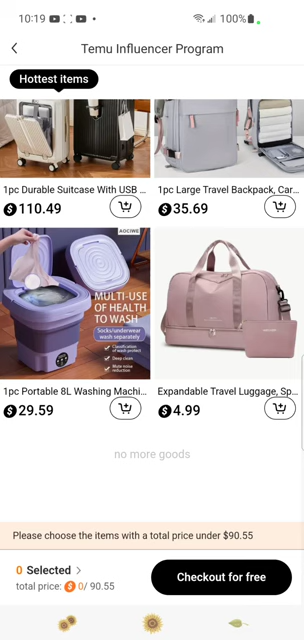 10:19
100%
Temu Influencer Program
Hottest items
1pc Durable Suitcase With USB ...
1pc Large Travel Backpack, Car...
$ 110.49
$ 35.69
AOCIWE
MULTI-USE
OF HEALTH
TO WASH
Socks/underwear
wash separately
Classification
of wash protect
Deep clean
Mute noise
reduction
1pc Portable 8L Washing Machi...
Expandable Travel Luggage, Sp...
$ 29.59
$ 4.99
no more goods
Please choose the items with a total price under $90.55
0 Selected >
total price: $ 0/ 90.55
Checkout for free